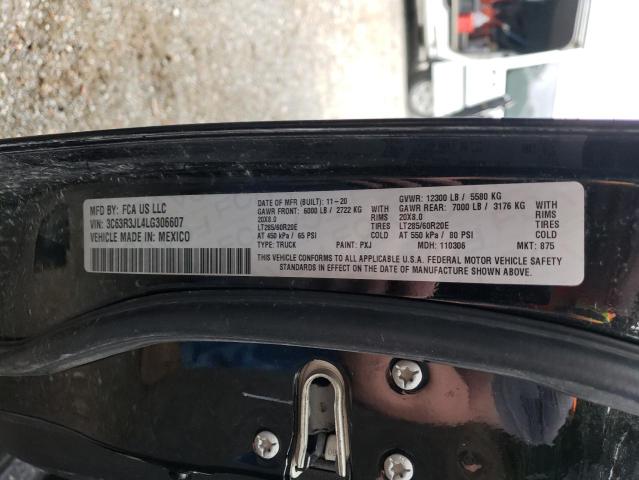 MFD BY: FCA US LLC
VIN: 3C63R3JL4LG306607
VEHICLE MADE IN: MEXICO
DATE OF MFR (BUILT): 11-20
GAWR FRONT: 6000 LB / 2722 KG WITH
20X8.0
LT285/60R20E TIRES
AT 450 kPa / 65 PSI COLD
GVWR: 12300 LB / 5580 KG
GAWR REAR: 7000 LB / 3176 KG WITH
20X8.0
LT285/60R20E TIRES
AT 550 kPa / 80 PSI COLD
TYPE: TRUCK PAINT: PXJ MDH: 110306 MKT: 875
THIS VEHICLE CONFORMS TO ALL APPLICABLE U.S.A. FEDERAL MOTOR VEHICLE SAFETY
STANDARDS IN EFFECT ON THE DATE OF MANUFACTURE SHOWN ABOVE.